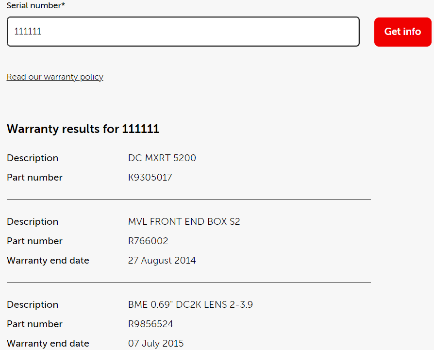 Serial number*
111111
Get info
Read our warranty policy
Warranty results for 111111
Description DC MXRT 5200
Part number K9305017
Description MVL FRONT END BOX S2
Part number R766002
Warranty end date 27 August 2014
Description BME 0.69" DC2K LENS 2-3.9
Part number R9856524
Warranty end date 07 July 2015